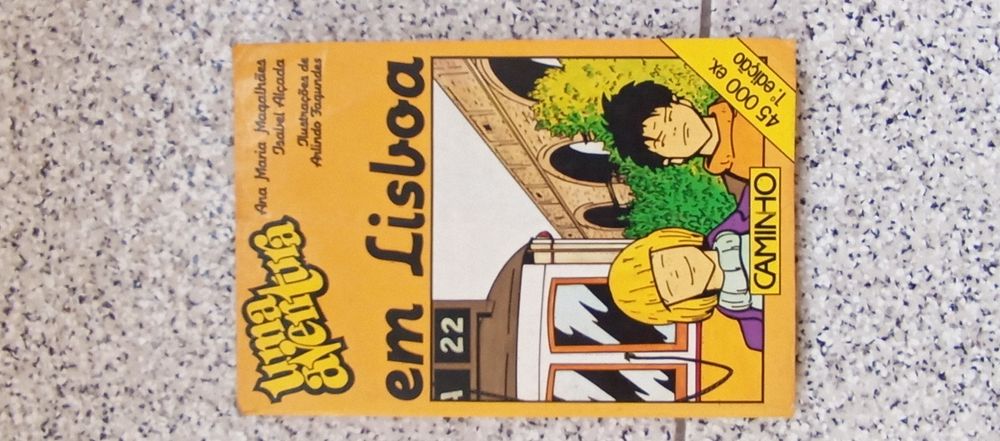 Ana Maria Magalhães
Isabel Alçada
Ilustrações de
Arlindo Fagundes
uma
aventura
em Lisboa
22
45 000 ex
1ª edição
CAMINHO